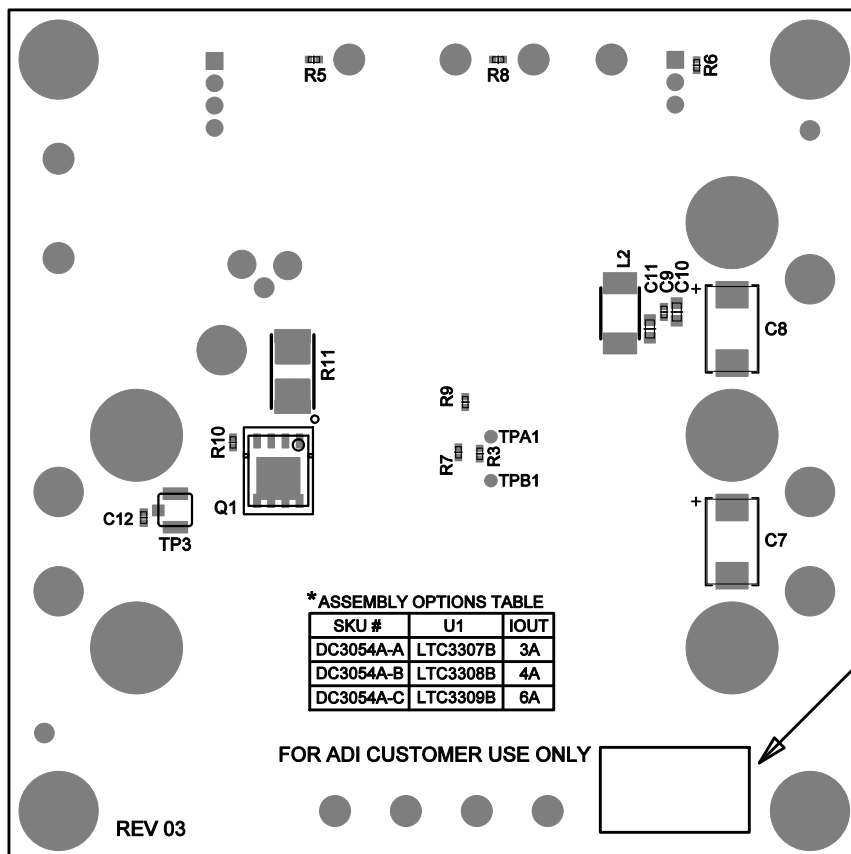 R5
R8
R6
L2
C11
C9
C10
+
C8
R11
R9
R10
TPA1
R7
R3
TPB1
Q1
+
C12
TP3
C7
*ASSEMBLY OPTIONS TABLE
SKU # U1 IOUT
DC3054A-A LTC3307B 3A
DC3054A-B LTC3308B 4A
DC3054A-C LTC3309B 6A
FOR ADI CUSTOMER USE ONLY
REV 03